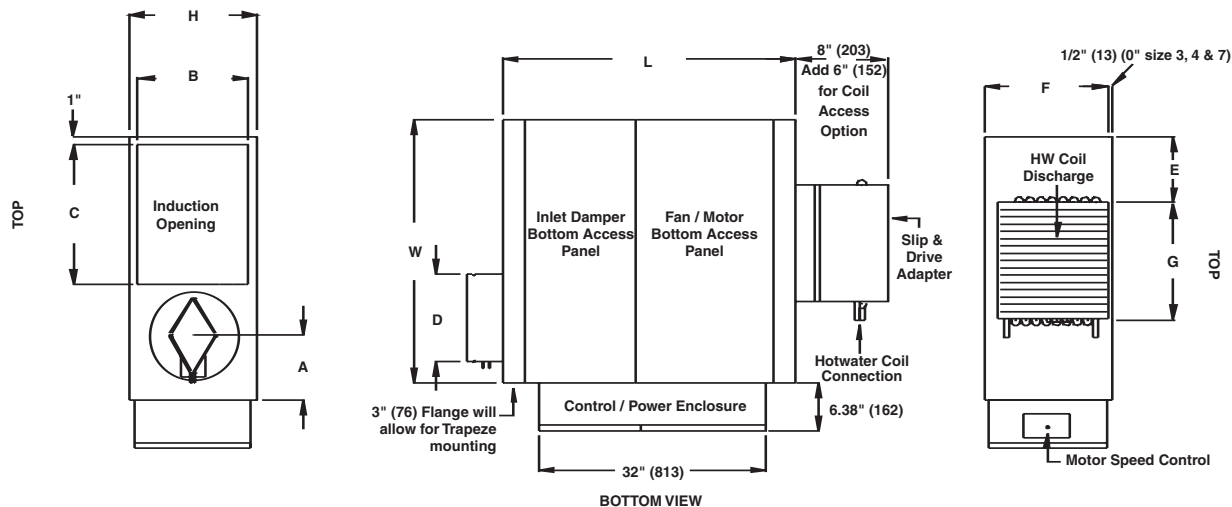 H
B
1"
C
TOP
Induction
Opening
A
L
8" (203)
Add 6" (152)
for Coil
Access
Option
W
Inlet Damper
Bottom Access
Panel
Fan / Motor
Bottom Access
Panel
D
Slip &
Drive
Adapter
Hotwater Coil
Connection
3" (76) Flange will
allow for Trapeze
mounting
Control / Power Enclosure
6.38" (162)
32" (813)
BOTTOM VIEW
1/2" (13) (0" size 3, 4 & 7)
F
HW Coil
Discharge
E
G
TOP
Motor Speed Control